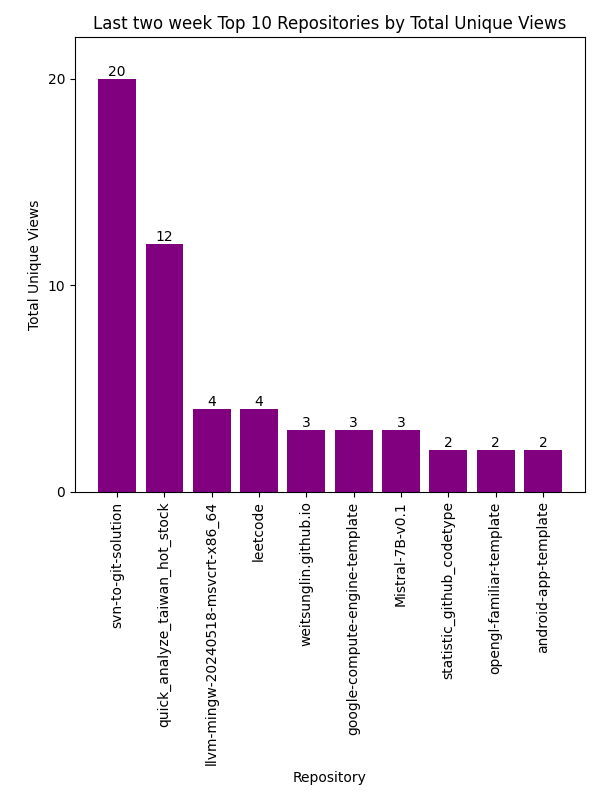 Last two week Top 10 Repositories by Total Unique Views
Total Unique Views
20
10
0
20
12
4
4
3
3
3
2
2
2
svn-to-git-solution
quick_analyze_taiwan_hot_stock
llvm-mingw-20240518-msvcrt-x86_64
leetcode
weitsunglin.github.io
google-compute-engine-template
Mistral-7B-v0.1
statistic_github_codetype
opengl-familiar-template
android-app-template
Repository